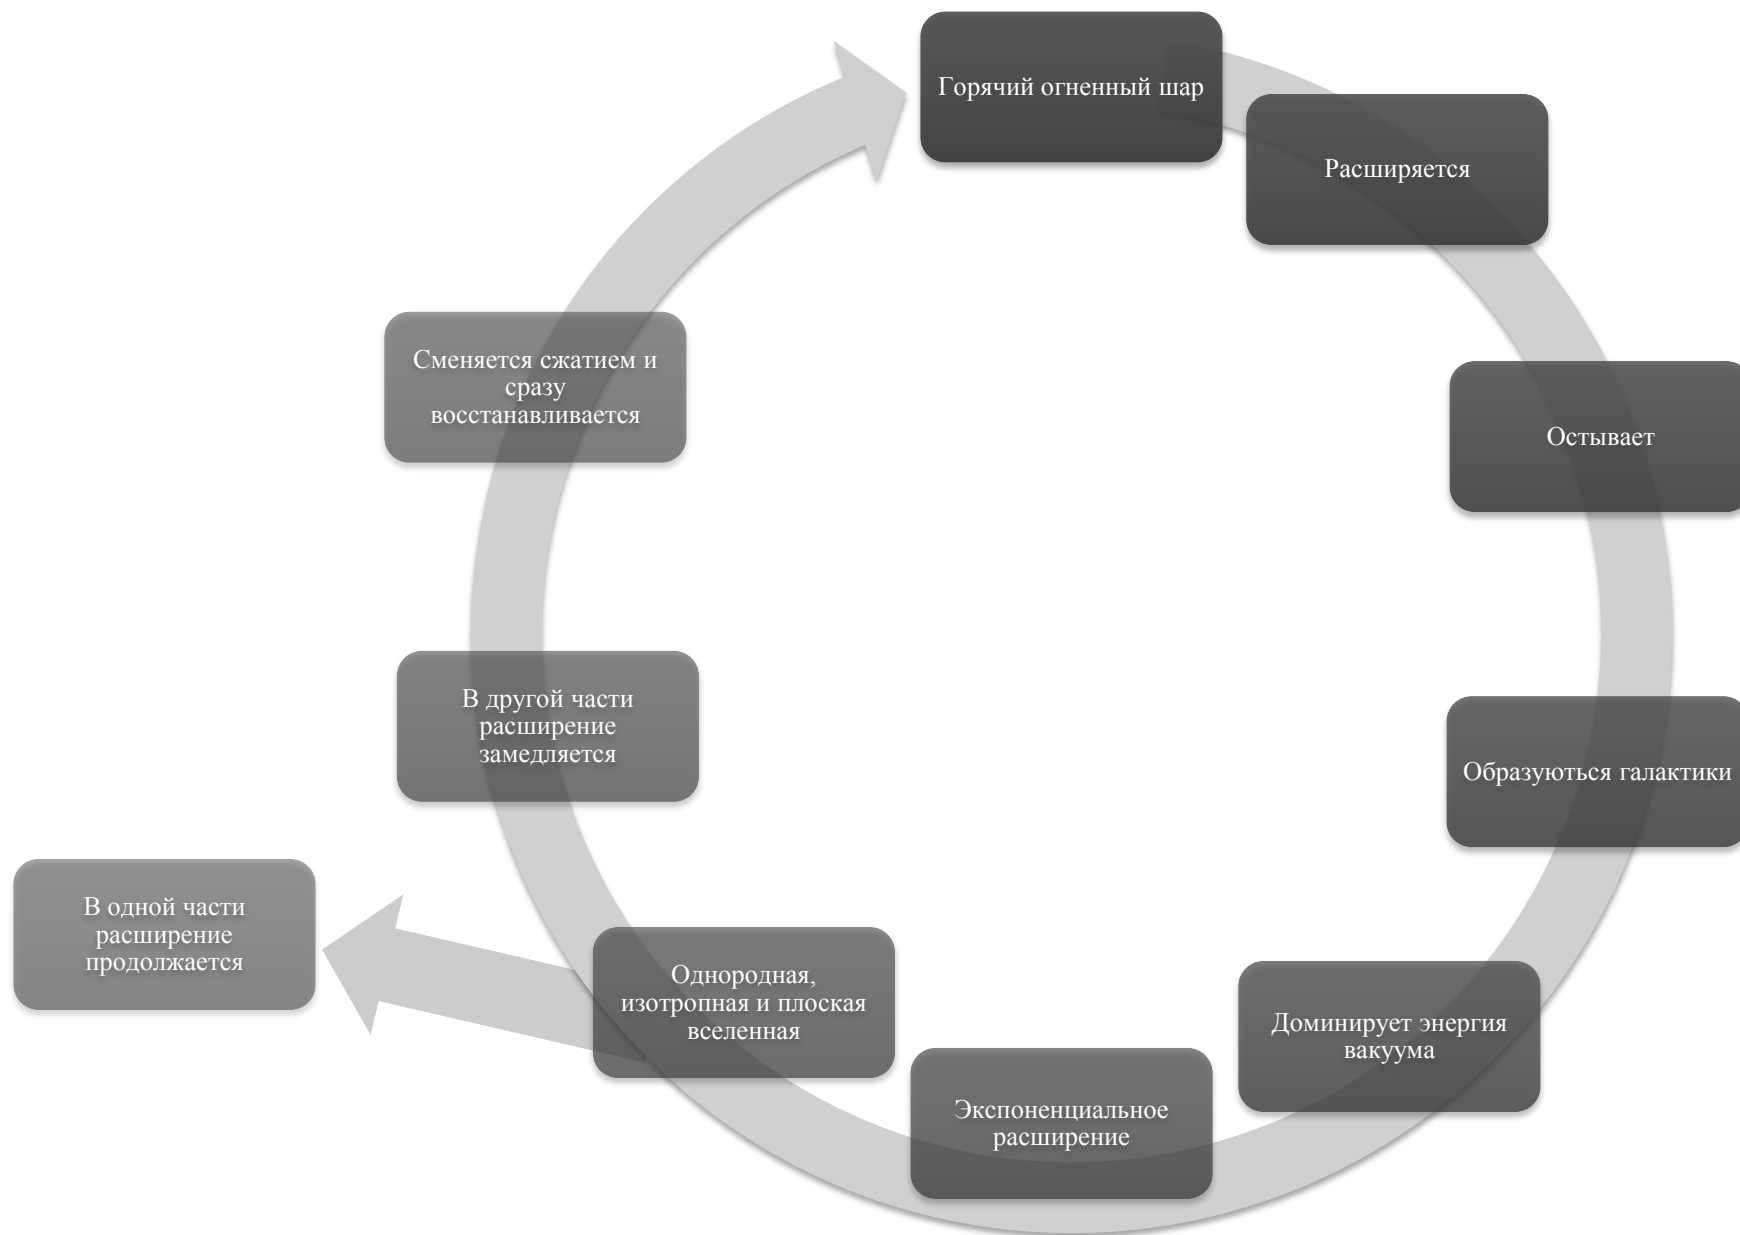 Горячий огненный шар
Расширяется
Остывает
Образуються галактики
Доминирует энергия
вакуума
Экспоненциальное
расширение
Однородная,
изотропная и плоская
вселенная
В одной части
расширение
продолжается
В другой части
расширение
замедляется
Сменяется сжатием и
сразу
восстанавливается